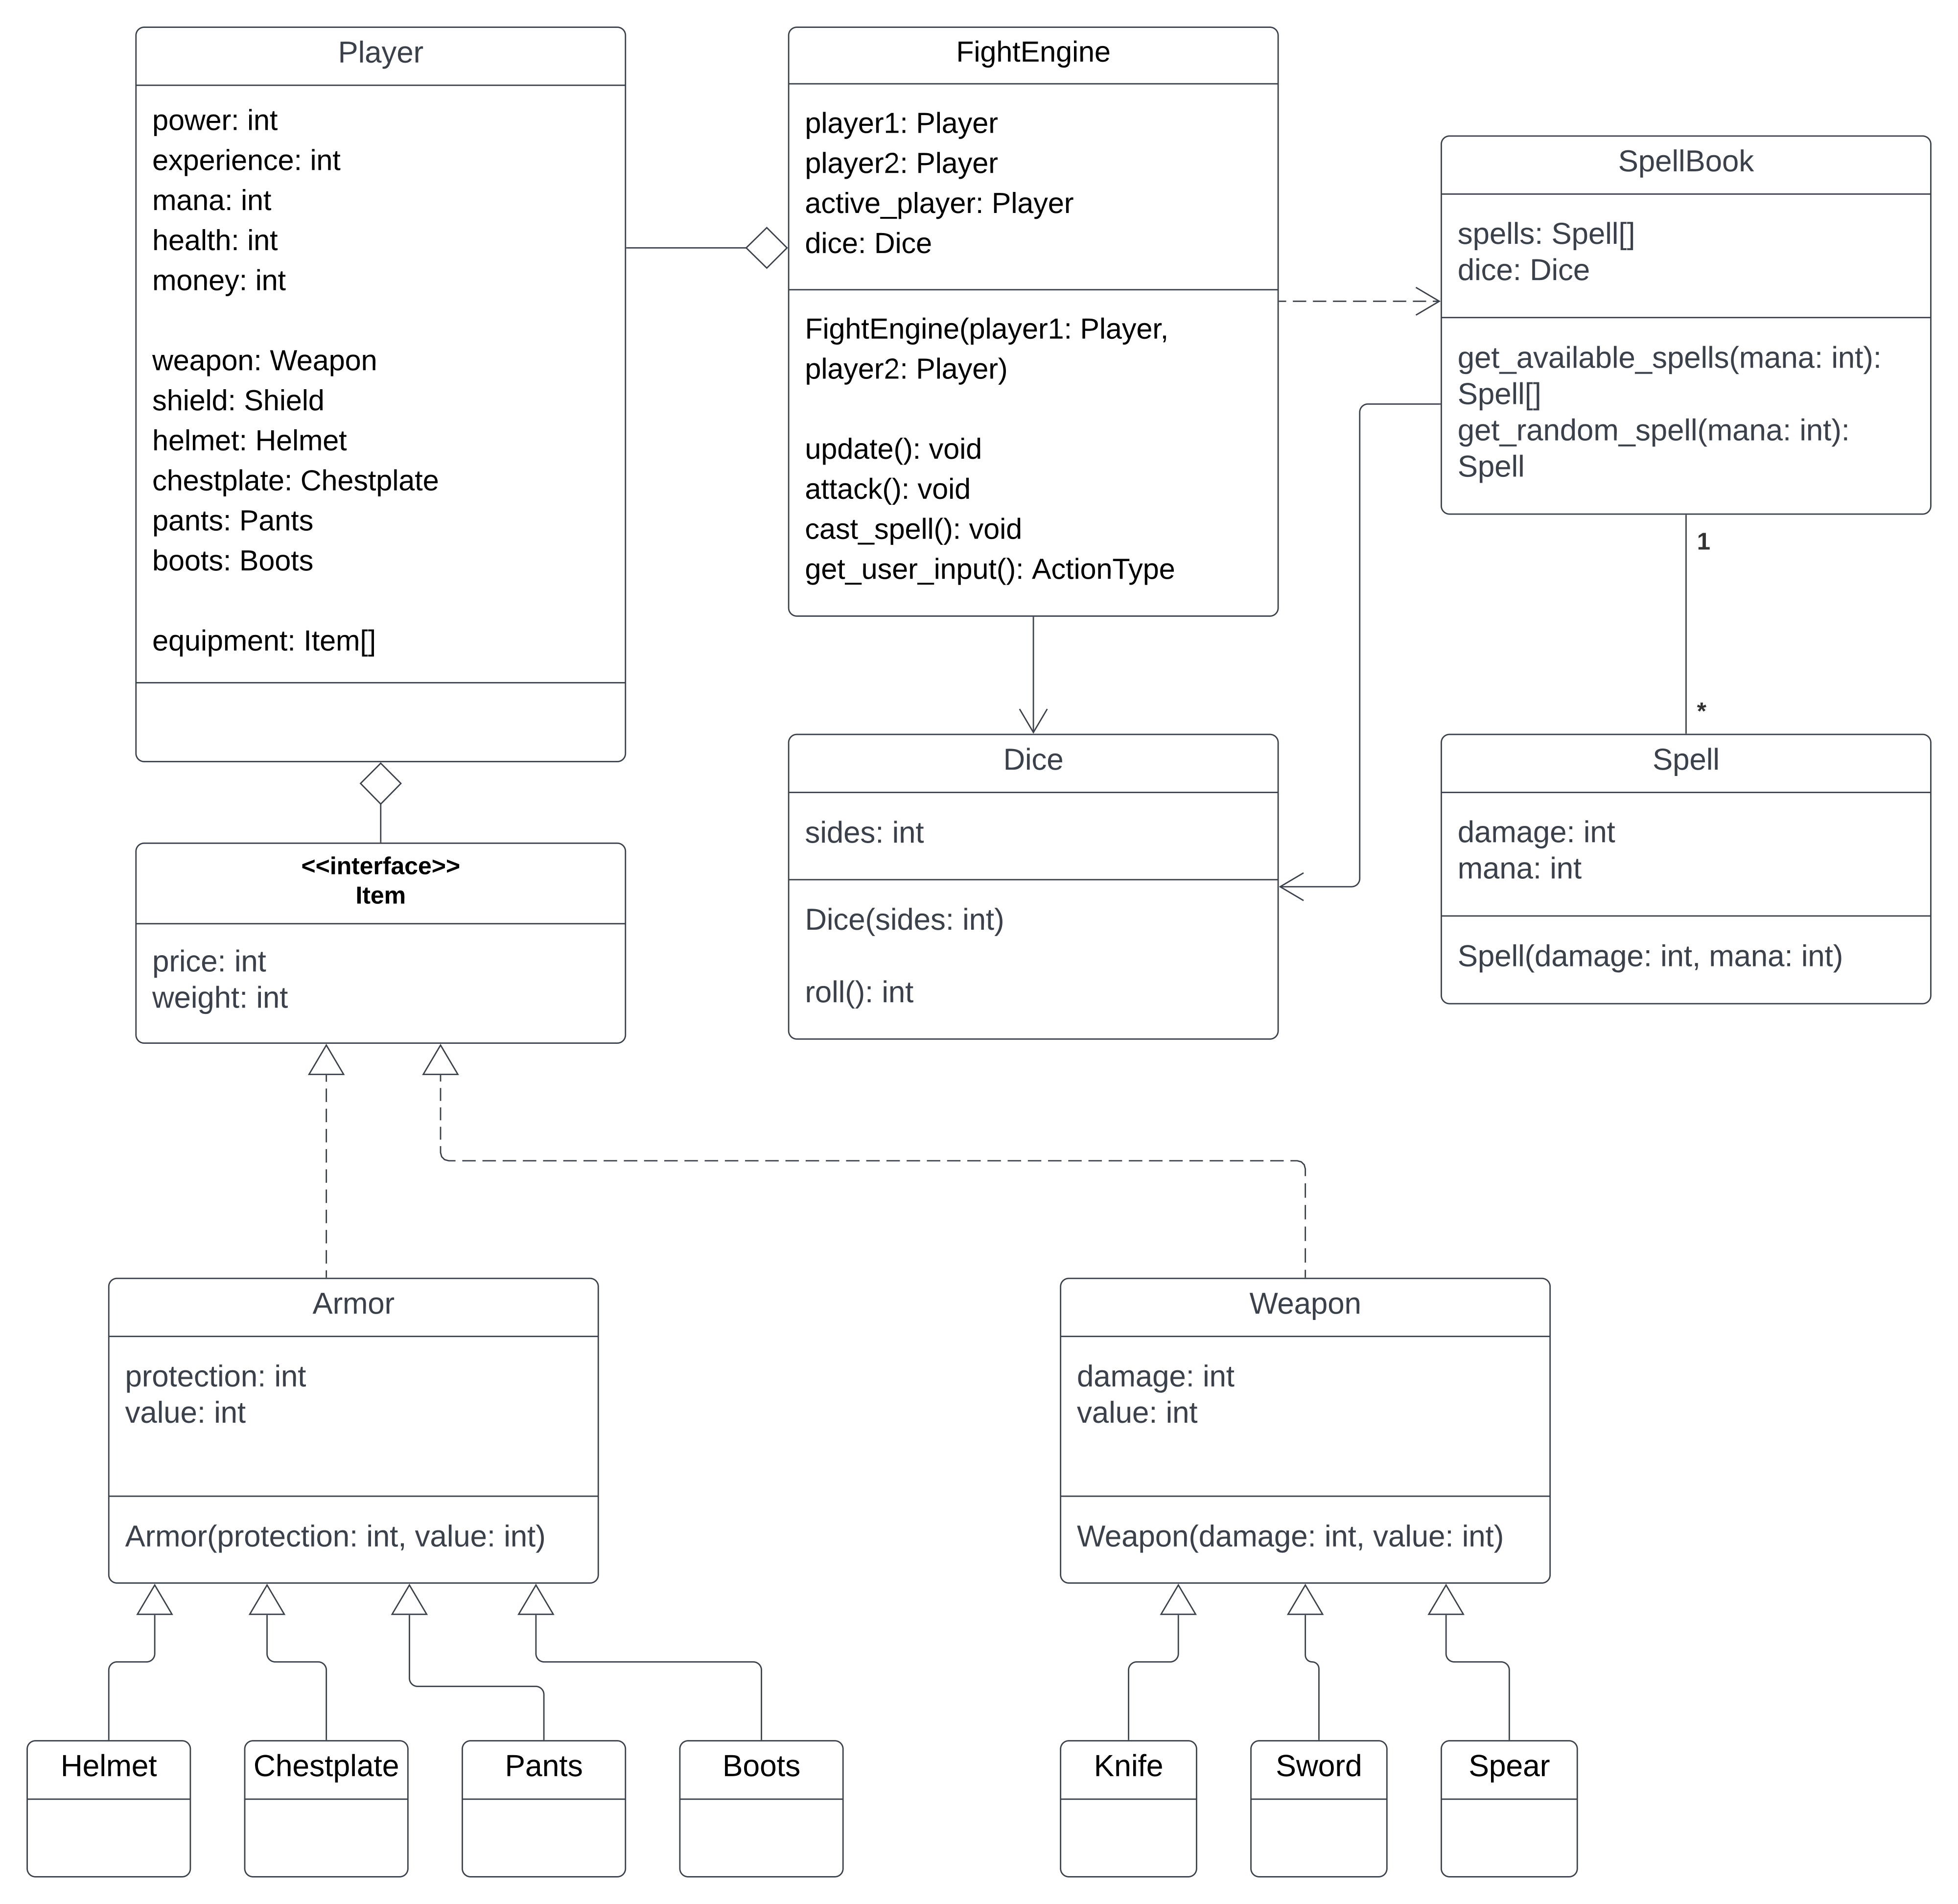 Player
power: int
experience: int
mana: int
health: int
money: int
weapon: Weapon
shield: Shield
helmet: Helmet
chestplate: Chestplate
pants: Pants
boots: Boots
equipment: Item[]
FightEngine
player1: Player
player2: Player
active_player: Player
dice: Dice
FightEngine(player1: Player,
player2: Player)
update(): void
attack(): void
cast_spell(): void
get_user_input(): ActionType
SpellBook
spells: Spell[]
dice: Dice
get_available_spells(mana: int):
Spell[]
get_random_spell(mana: int):
Spell
1
*
<<interface>>
Item
price: int
weight: int
Dice
sides: int
Dice(sides: int)
roll(): int
Spell
damage: int
mana: int
Spell(damage: int, mana: int)
Armor
protection: int
value: int
Armor(protection: int, value: int)
Weapon
damage: int
value: int
Weapon(damage: int, value: int)
Helmet
Chestplate
Pants
Boots
Knife
Sword
Spear